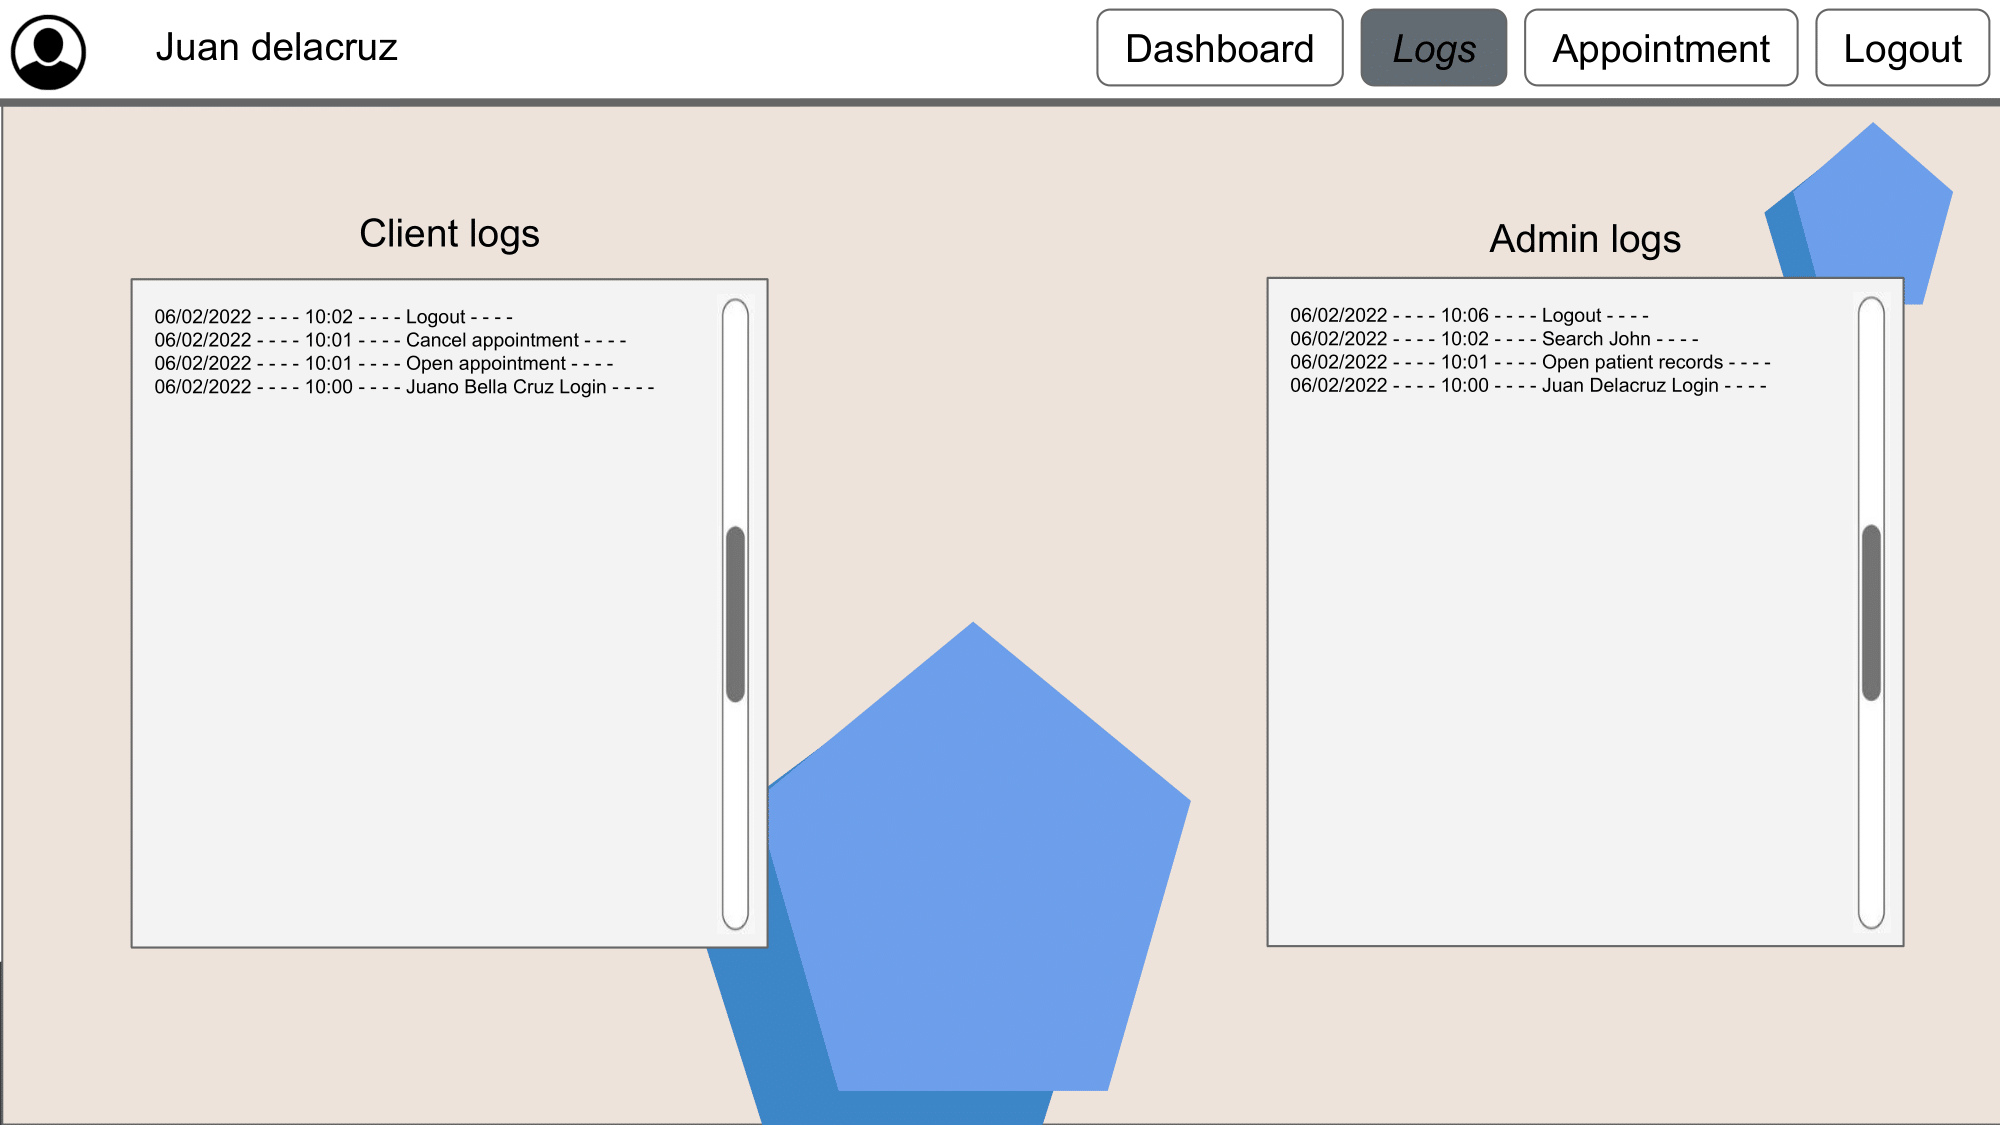 Juan delacruz
Dashboard
Logs
Appointment
Logout
Client logs
06/02/2022 - - - - 10:02 - - - - Logout - - - -
06/02/2022 - - - - 10:01 - - - - Cancel appointment - - - -
06/02/2022 - - - - 10:01 - - - - Open appointment - - - -
06/02/2022 - - - - 10:00 - - - - Juano Bella Cruz Login - - - -
Admin logs
06/02/2022 - - - - 10:06 - - - - Logout - - - -
06/02/2022 - - - - 10:02 - - - - Search John - - - -
06/02/2022 - - - - 10:01 - - - - Open patient records - - - -
06/02/2022 - - - - 10:00 - - - - Juan Delacruz Login - - - -